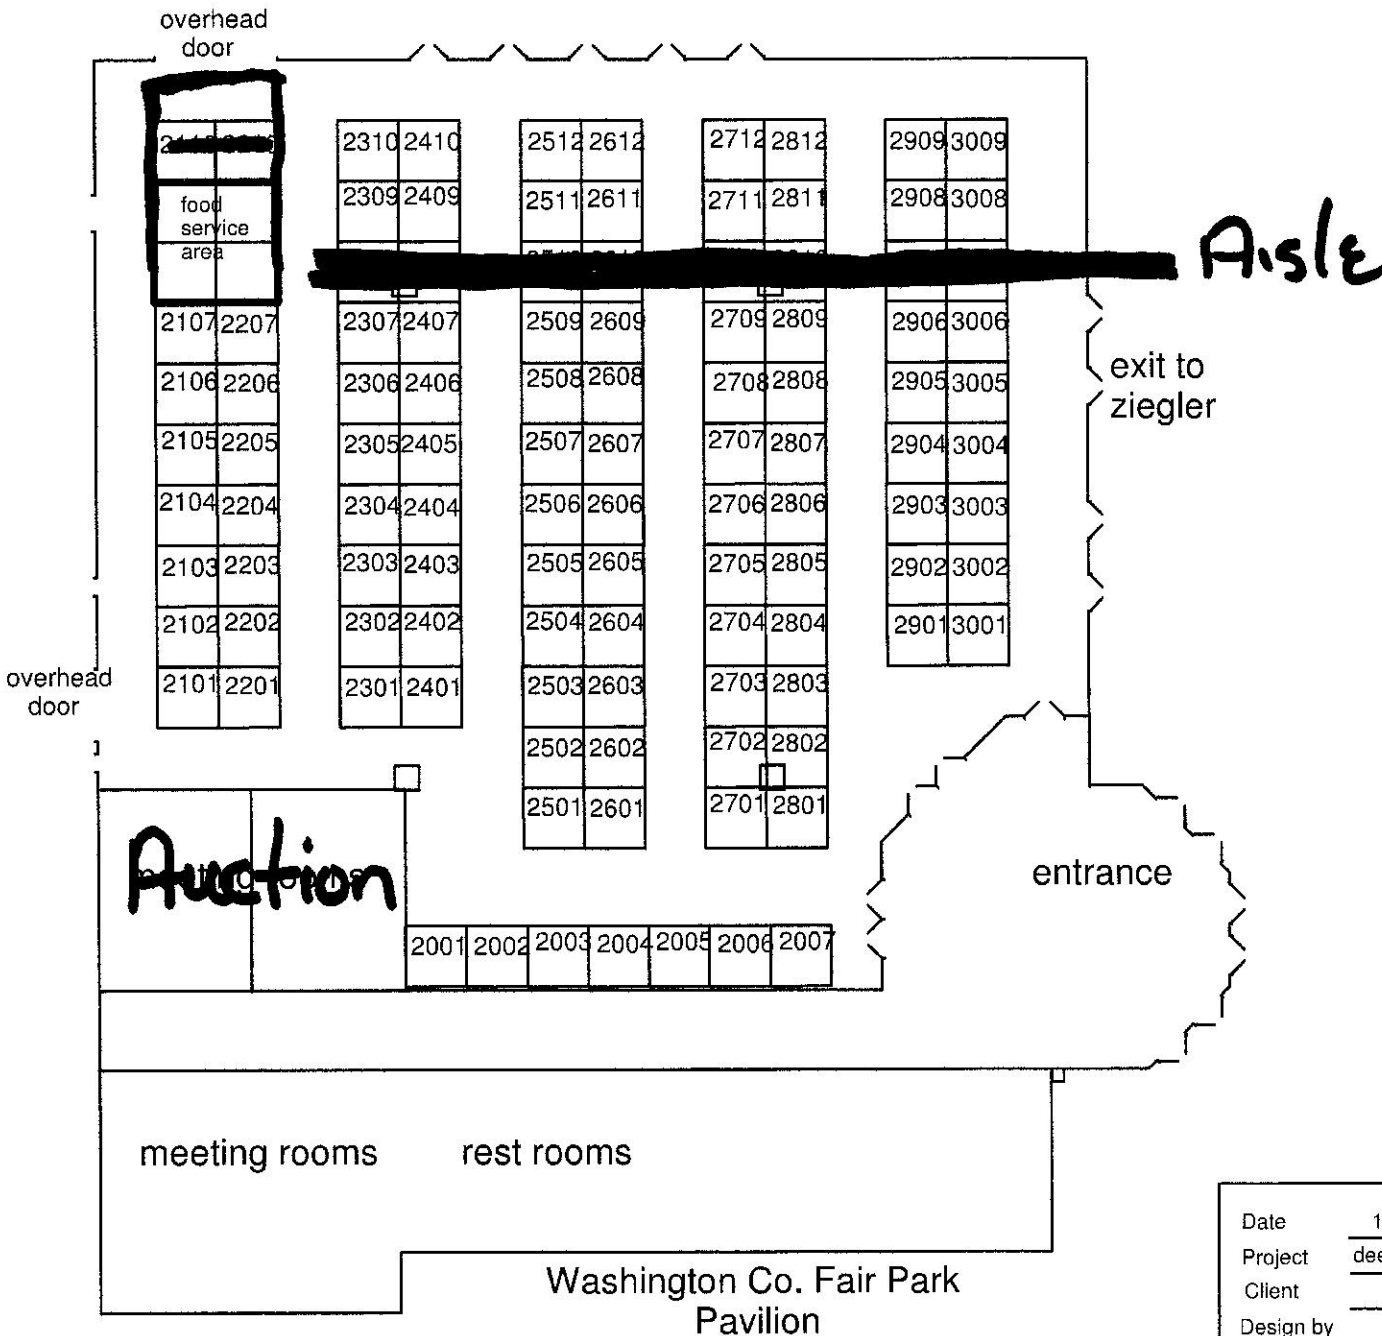 overhead
door
2310 2410 2512 2612 2712 2812 2909 3009
food
service
area
2309 2409 2511 2611 2711 2811 2908 3008
Aisle
2107 2207 2307 2407 2509 2609 2709 2809 2906 3006
2106 2206 2306 2406 2508 2608 2708 2808 2905 3005
exit to
ziegler
2105 2205 2305 2405 2507 2607 2707 2807 2904 3004
2104 2204 2304 2404 2506 2606 2706 2806 2903 3003
2103 2203 2303 2403 2505 2605 2705 2805 2902 3002
2102 2202 2302 2402 2504 2604 2704 2804 2901 3001
overhead
door
2101 2201 2301 2401 2503 2603 2703 2803
2502 2602 2702 2802
2501 2601 2701 2801
Auction
entrance
2001 2002 2003 2004 2005 2006 2007
meeting rooms rest rooms
Washington Co. Fair Park
Pavilion
Date 1
Project dee
Client
Design by